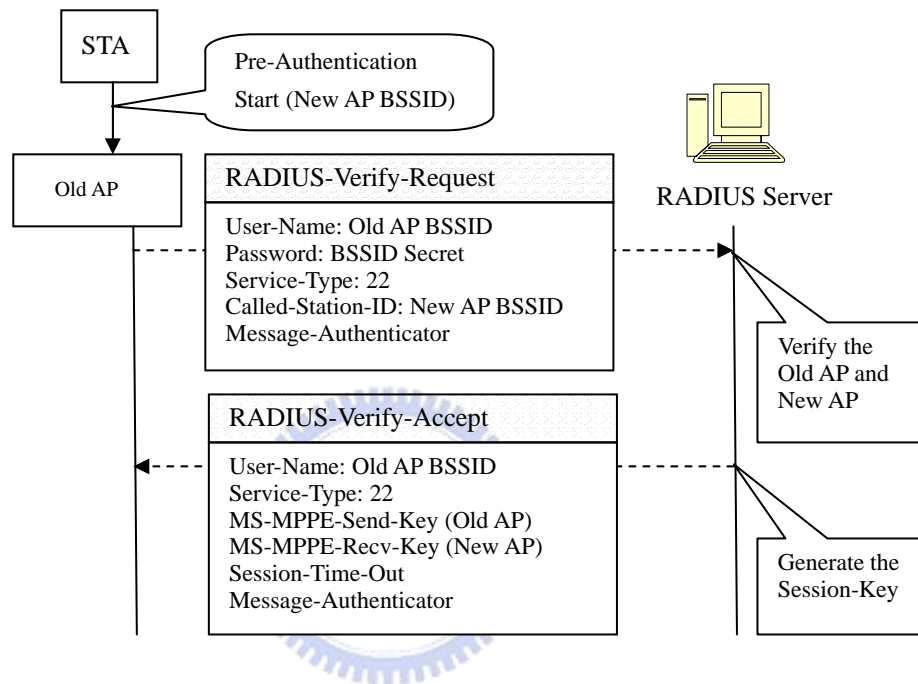 STA
Pre-Authentication
Start (New AP BSSID)
Old AP
RADIUS Server
RADIUS-Verify-Request
User-Name: Old AP BSSID
Password: BSSID Secret
Service-Type: 22
Called-Station-ID: New AP BSSID
Message-Authenticator
Verify the
Old AP and
New AP
RADIUS-Verify-Accept
User-Name: Old AP BSSID
Service-Type: 22
MS-MPPE-Send-Key (Old AP)
MS-MPPE-Recv-Key (New AP)
Session-Time-Out
Message-Authenticator
Generate the
Session-Key